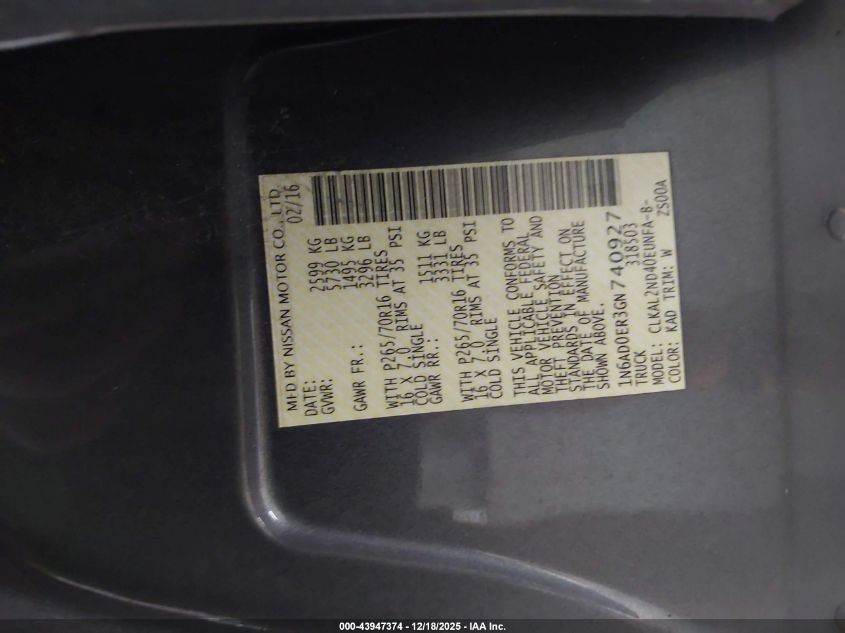 MFD BY NISSAN MOTOR CO., LTD.
DATE: 02/16
GVWR: 2599 KG
5730 LB
GAWR FR.: 1495 KG
3296 LB
WITH P265/70R16 TIRES
16 X 7.0 RIMS AT 35 PSI
COLD SINGLE
GAWR RR.: 1511 KG
3331 LB
WITH P265/70R16 TIRES
16 X 7.0 RIMS AT 35 PSI
COLD SINGLE
THIS VEHICLE CONFORMS TO
ALL APPLICABLE FEDERAL
MOTOR VEHICLE SAFETY AND
THEFT PREVENTION
STANDARDS IN EFFECT ON
THE DATE OF MANUFACTURE
SHOWN ABOVE.
1N6AD0ER3GN740927
TRUCK 318503
MODEL: CLKAL2ND40EUNFA-B-
COLOR: KAD TRIM: W ZS00A
000-43947374 - 12/18/2025 - IAA Inc.